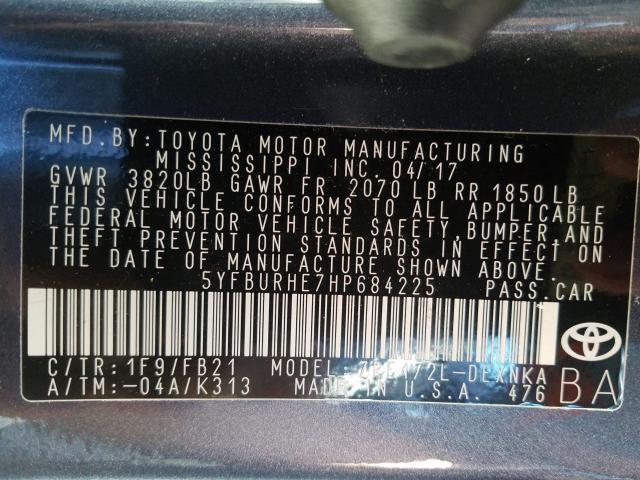 MFD. BY: TOYOTA MOTOR MANUFACTURING
MISSISSIPPI INC. 04/17
GVWR 3820LB GAWR FR 2070 LB RR 1850 LB
THIS VEHICLE CONFORMS TO ALL APPLICABLE
FEDERAL MOTOR VEHICLE SAFETY, BUMPER, AND
THEFT PREVENTION STANDARDS IN EFFECT ON
THE DATE OF MANUFACTURE SHOWN ABOVE.
5YFBURHE7HP684225 PASS. CAR
C/TR: 1F9/FB21 MODEL:
A/TM: -04A/K313 MADE IN U.S.A. 476
BA